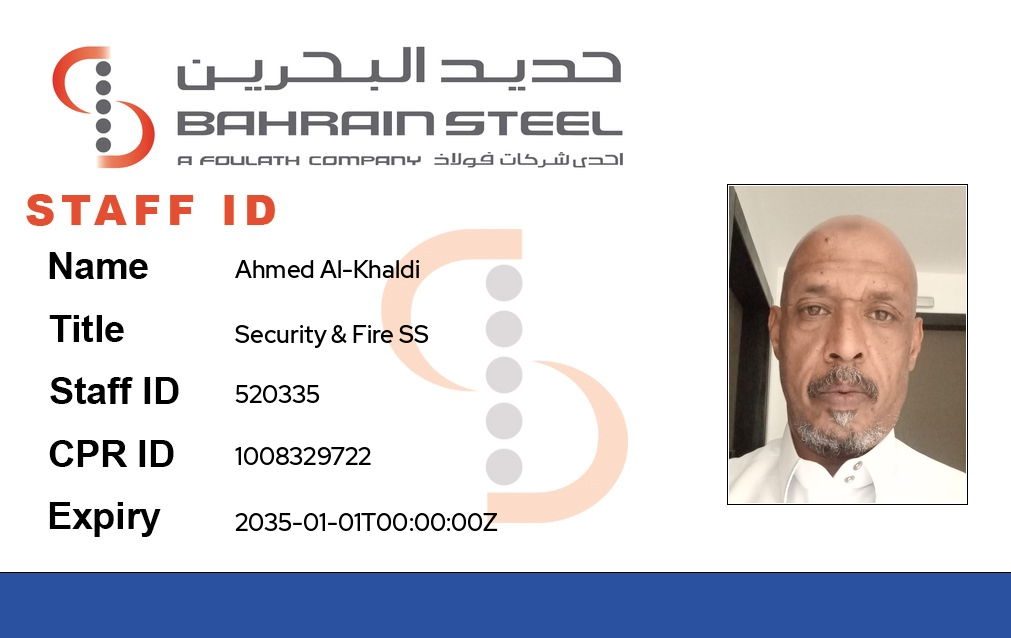 حديد البحرين
BAHRAIN STEEL
A FOULATH COMPANY احدى شركات فولاذ
STAFF ID
Name Ahmed Al-Khaldi
Title Security & Fire SS
Staff ID 520335
CPR ID 1008329722
Expiry 2035-01-01T00:00:00Z